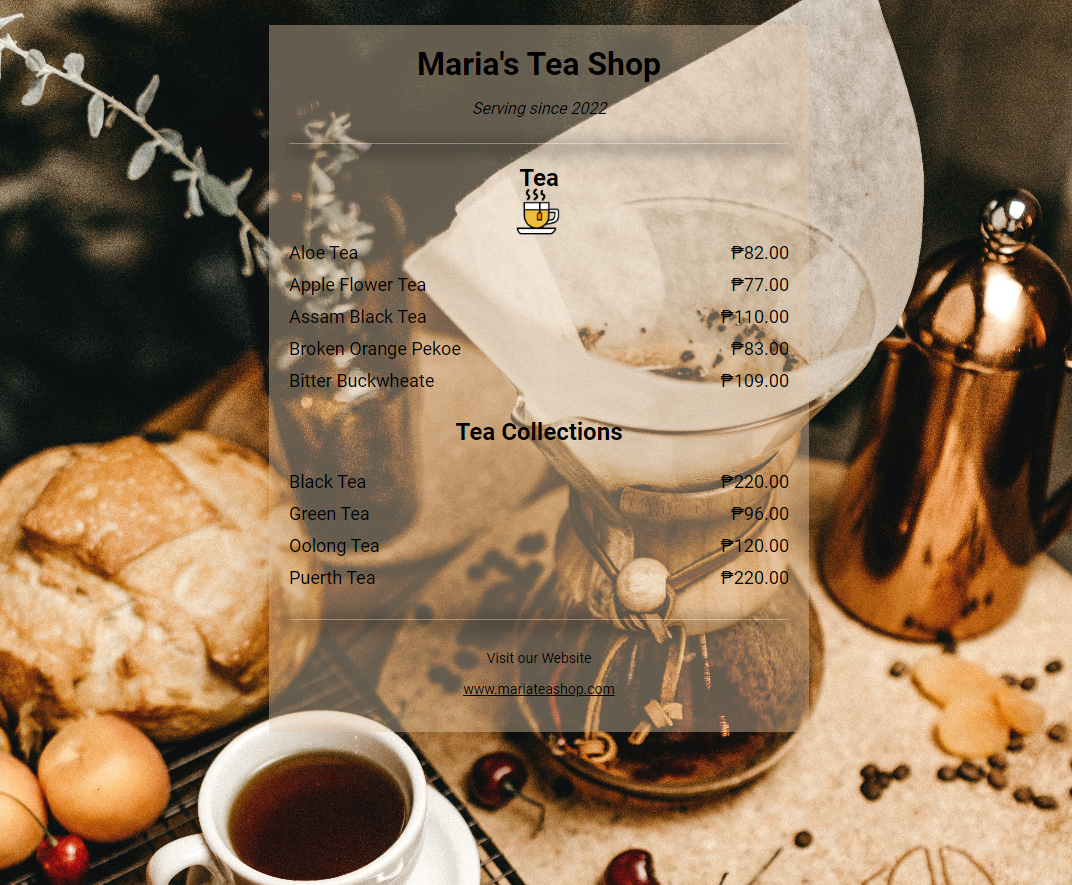 Maria's Tea Shop
Serving since 2022
Tea
Aloe Tea ₱82.00
Apple Flower Tea ₱77.00
Assam Black Tea ₱110.00
Broken Orange Pekoe ₱83.00
Bitter Buckwheate ₱109.00
Tea Collections
Black Tea ₱220.00
Green Tea ₱96.00
Oolong Tea ₱120.00
Puerth Tea ₱220.00
Visit our Website
www.mariateashop.com